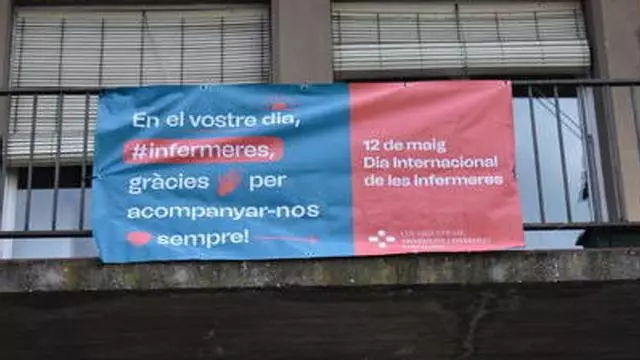 En el vostre dia,
#infermeres,
gràcies per
acompanyar-nos
sempre!
12 de maig
Dia Internacional
de les infermeres